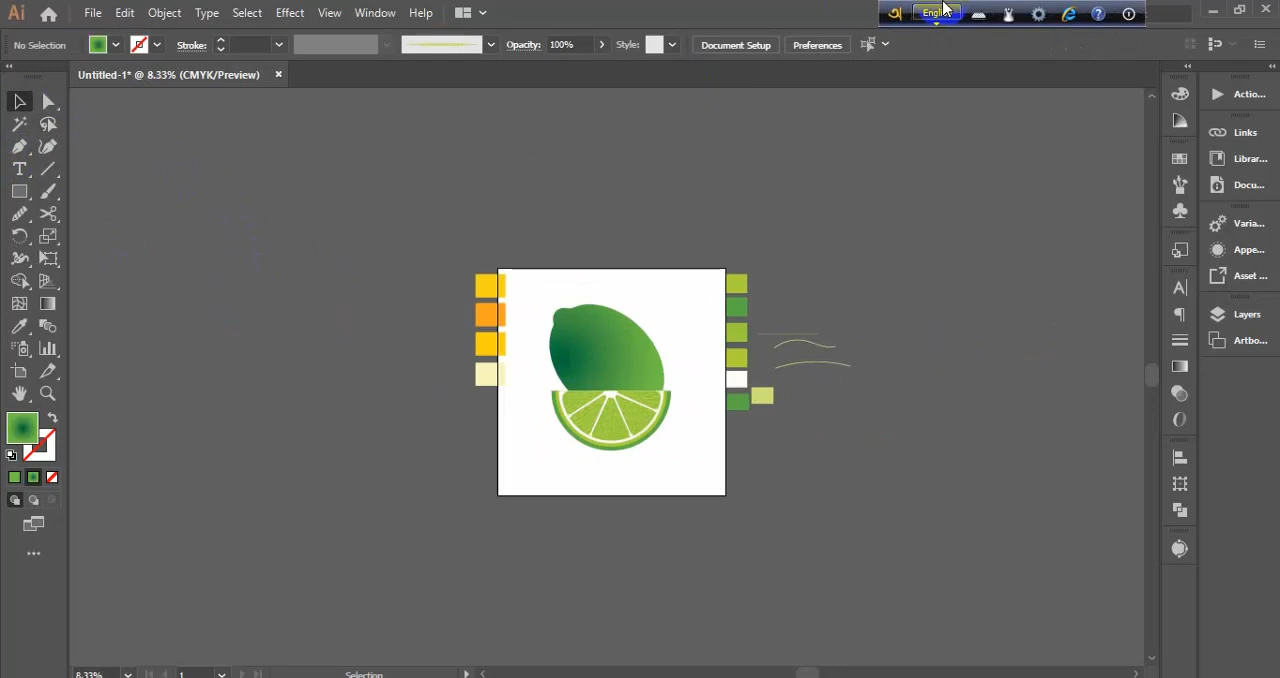 Ai File Edit Object Type Select Effect View Window Help
অ English
No Selection Stroke: Opacity: 100% Style: Document Setup Preferences
Untitled-1* @ 8.33% (CMYK/Preview) ×
Actio...
Links
Librar...
Docu...
Varia...
Appe...
Asset ...
Layers
Artbo...
8.33% 1 Selection